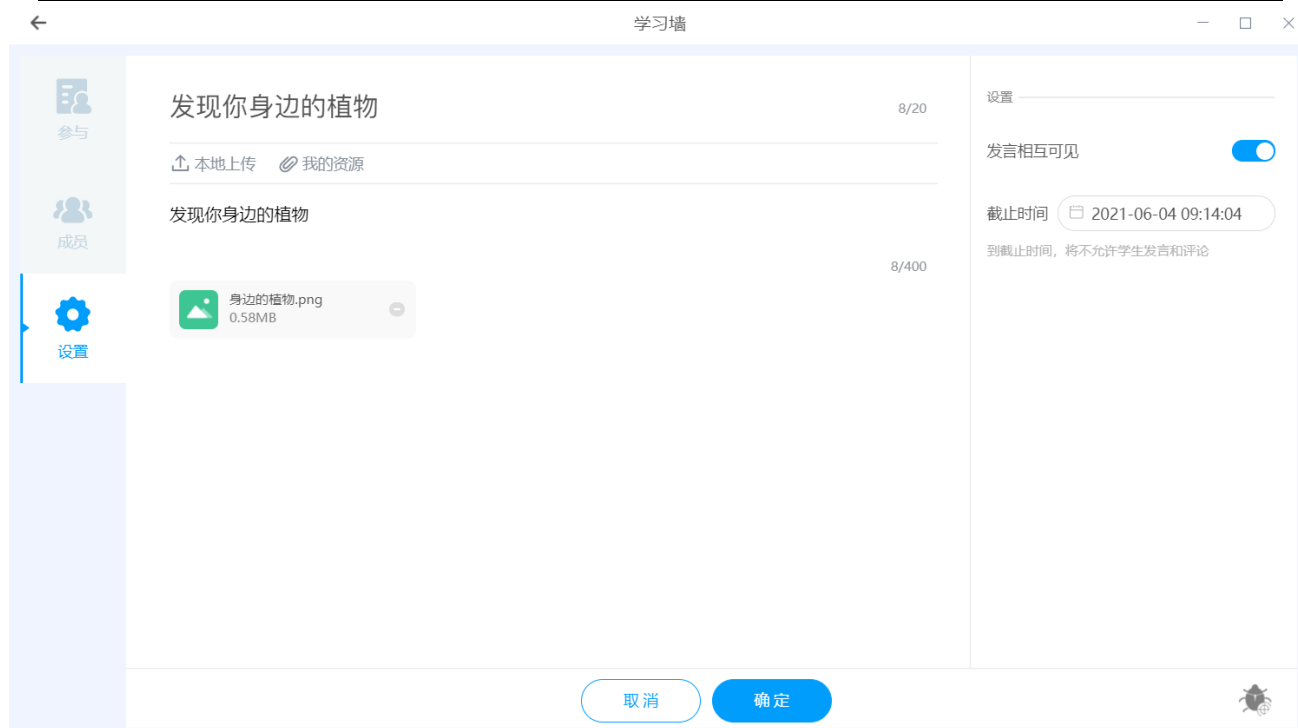 学习墙
参与
成员
设置
发现你身边的植物
8/20
本地上传 我的资源
发现你身边的植物
8/400
身边的植物.png
0.58MB
设置
发言相互可见
截止时间 2021-06-04 09:14:04
到截止时间，将不允许学生发言和评论
取消 确定